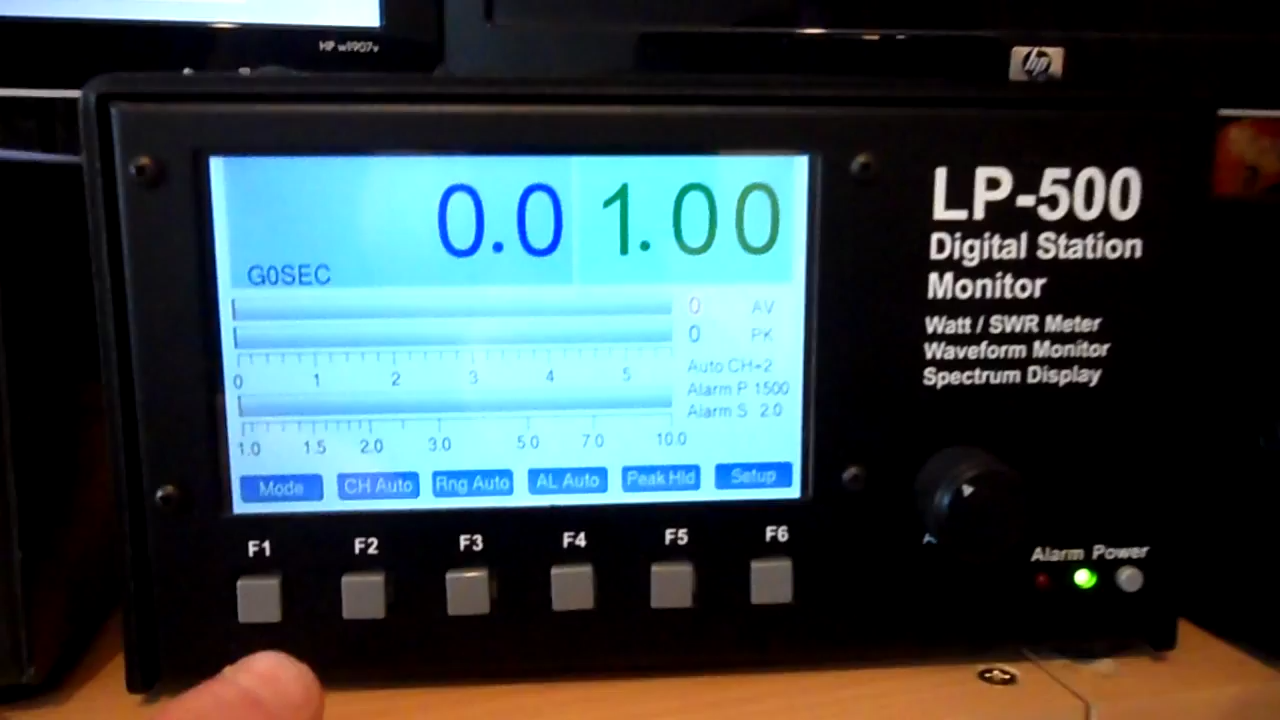 HP w1907v
hp
LP-500
Digital Station
Monitor
Watt / SWR Meter
Waveform Monitor
Spectrum Display
0.0 1.00
G0SEC
0 AV
0 PK
0 1 2 3 4 5
Auto CH=2
Alarm P 1500
Alarm S 2.0
1.0 1.5 2.0 3.0 5.0 7.0 10.0
Mode CH Auto Rng Auto AL Auto Peak Hld Setup
F1 F2 F3 F4 F5 F6
Alarm Power